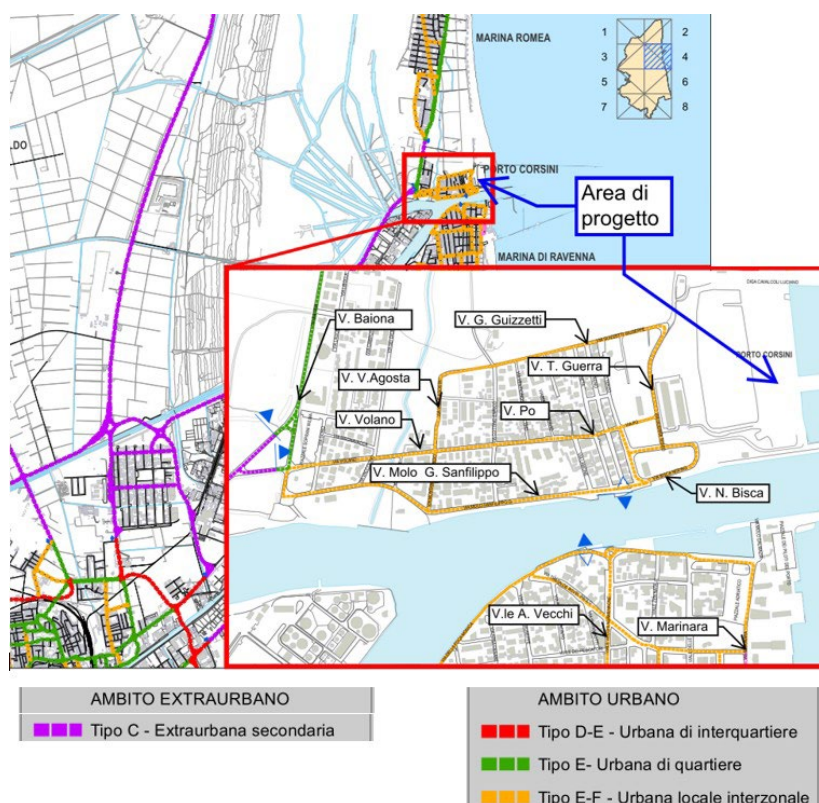 MARINA ROMEA
1
2
3
4
5
6
7
8
PORTO CORSINI
Area di
progetto
MARINA DI RAVENNA
V. Baiona
V. G. Guizzetti
PORTO CORSINI
V. V.Agosta
V. T. Guerra
V. Volano
V. Po
V. Molo G. Sanfilippo
V. N. Bisca
V.le A. Vecchi
V. Marinara
PIAZZALE ADRIATICO
AMBITO EXTRAURBANO
Tipo C - Extraurbana secondaria
AMBITO URBANO
Tipo D-E - Urbana di interquartiere
Tipo E- Urbana di quartiere
Tipo E-F - Urbana locale interzonale